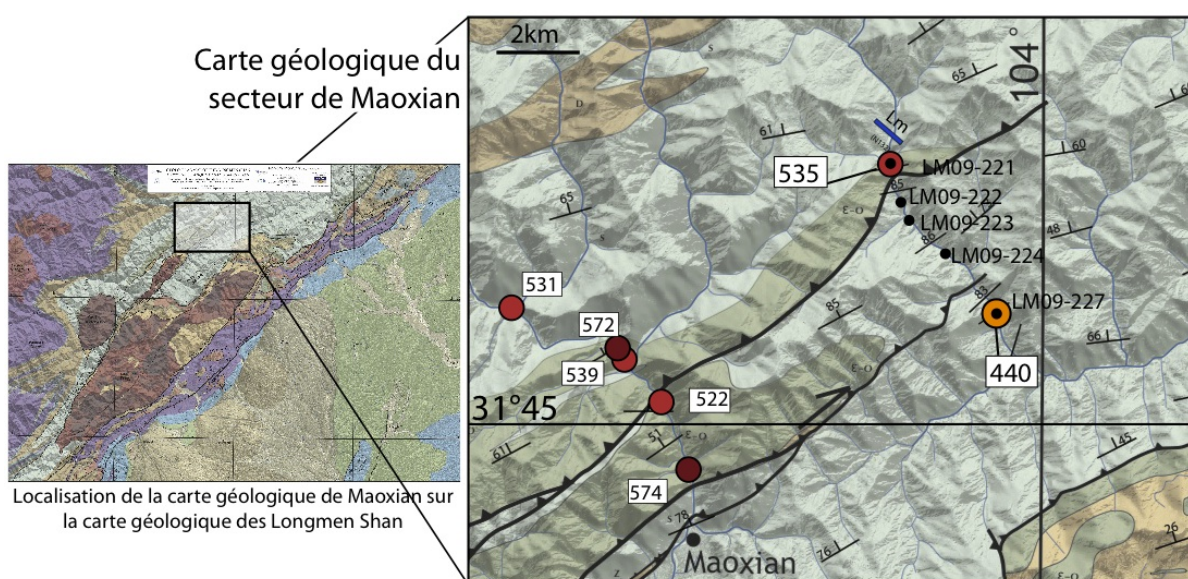 Carte géologique du
secteur de Maoxian
2km
104°
65
61
Lm
535
LM09-221
85
60
LM09-222
65
ε-O
LM09-223
86
48
LM09-224
531
83
LM09-227
85
572
66
539
440
522
ε-O
31°45
ε-O
51
45
574
78
26
76
Maoxian
s
D
z
Localisation de la carte géologique de Maoxian sur
la carte géologique des Longmen Shan